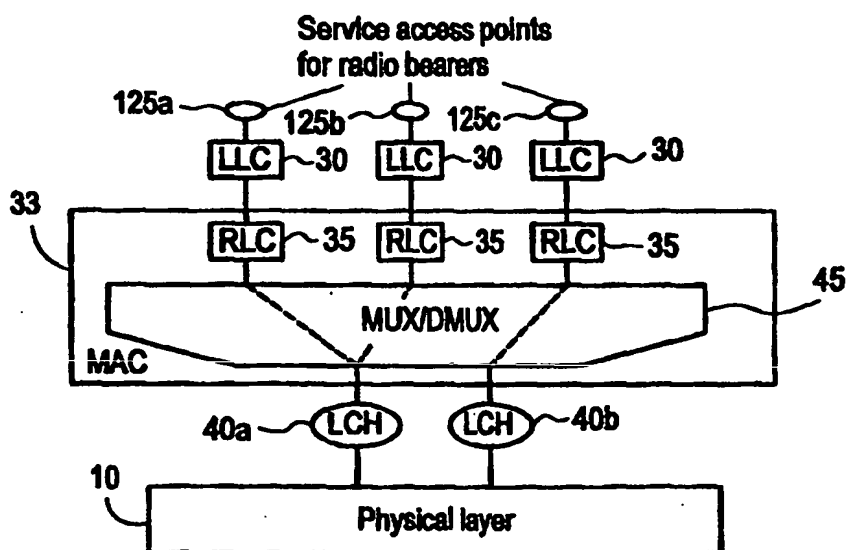 Service access points
for radio bearers
125a
125b
125c
LLC 30 LLC 30 LLC 30
33
RLC 35 RLC 35 RLC 35
45
MUX/DMUX
MAC
40a LCH LCH 40b
10
Physical layer